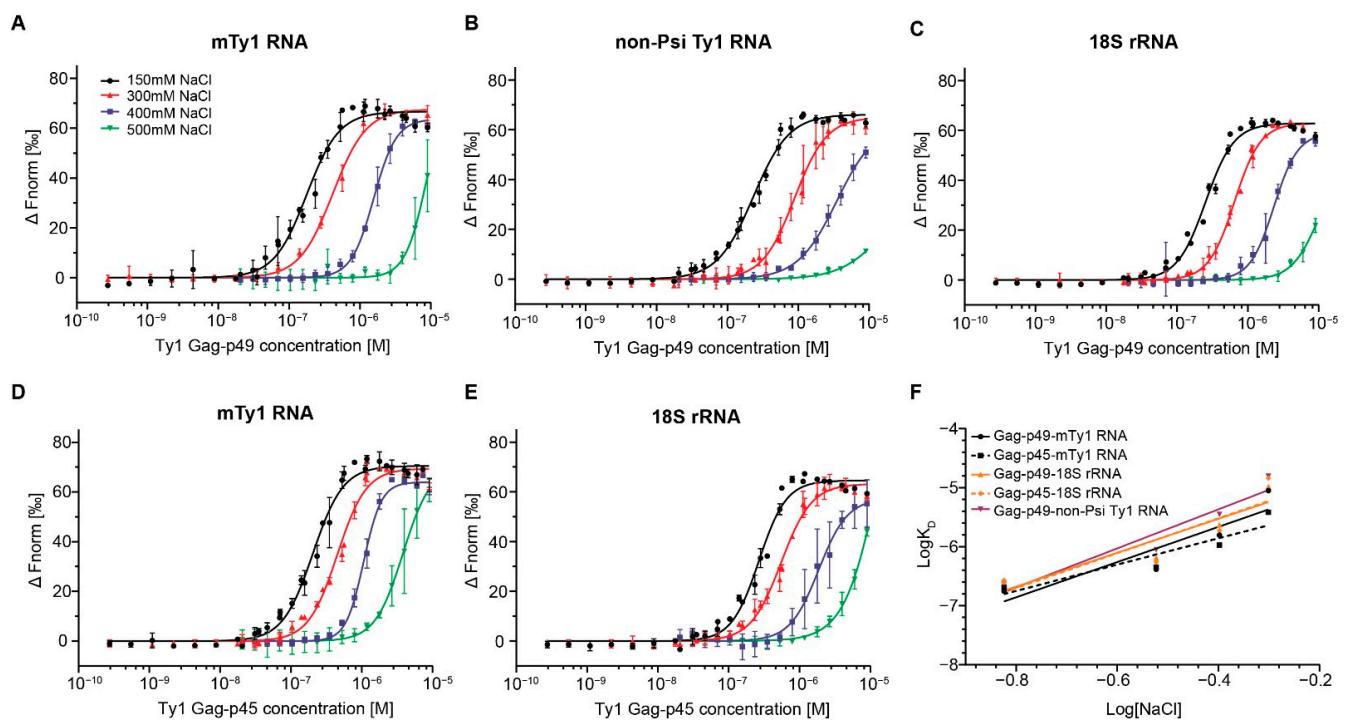 A
mTy1 RNA
150mM NaCl
300mM NaCl
400mM NaCl
500mM NaCl
Δ Fnorm [‰]
80
60
40
20
0
10⁻¹⁰ 10⁻⁹ 10⁻⁸ 10⁻⁷ 10⁻⁶ 10⁻⁵
Ty1 Gag-p49 concentration [M]
B
non-Psi Ty1 RNA
Δ Fnorm [‰]
80
60
40
20
0
10⁻¹⁰ 10⁻⁹ 10⁻⁸ 10⁻⁷ 10⁻⁶ 10⁻⁵
Ty1 Gag-p49 concentration [M]
C
18S rRNA
Δ Fnorm [‰]
80
60
40
20
0
10⁻¹⁰ 10⁻⁹ 10⁻⁸ 10⁻⁷ 10⁻⁶ 10⁻⁵
Ty1 Gag-p49 concentration [M]
D
mTy1 RNA
Δ Fnorm [‰]
80
60
40
20
0
10⁻¹⁰ 10⁻⁹ 10⁻⁸ 10⁻⁷ 10⁻⁶ 10⁻⁵
Ty1 Gag-p45 concentration [M]
E
18S rRNA
Δ Fnorm [‰]
80
60
40
20
0
10⁻¹⁰ 10⁻⁹ 10⁻⁸ 10⁻⁷ 10⁻⁶ 10⁻⁵
Ty1 Gag-p45 concentration [M]
F
Gag-p49-mTy1 RNA
Gag-p45-mTy1 RNA
Gag-p49-18S rRNA
Gag-p45-18S rRNA
Gag-p49-non-Psi Ty1 RNA
LogK_D
−4
−5
−6
−7
−8
−0.8 −0.6 −0.4 −0.2
Log[NaCl]